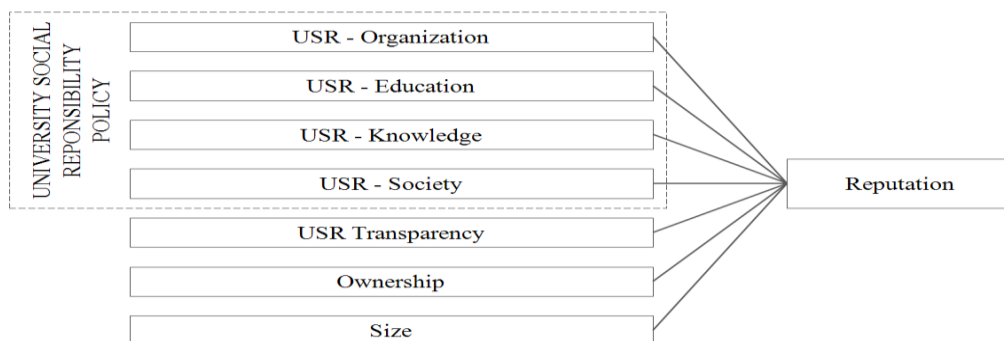 UNIVERSITY SOCIAL
REPONSIBILITY
POLICY
USR - Organization
USR - Education
USR - Knowledge
USR - Society
USR Transparency
Ownership
Size
Reputation